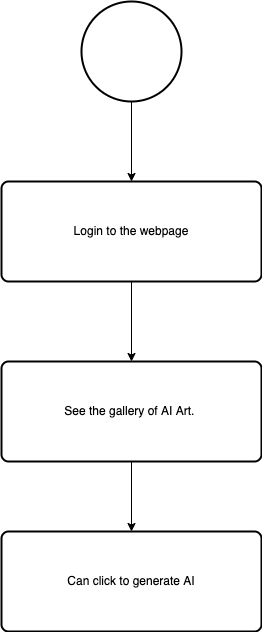 Login to the webpage
See the gallery of AI Art.
Can click to generate AI